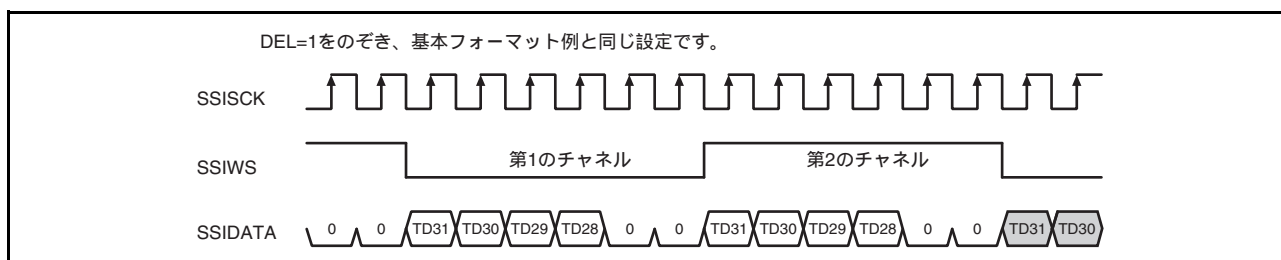 DEL=1をのぞき、基本フォーマット例と同じ設定です。
SSISCK
SSIWS 第1のチャネル 第2のチャネル
SSIDATA 0 0 TD31 TD30 TD29 TD28 0 0 TD31 TD30 TD29 TD28 0 0 TD31 TD30